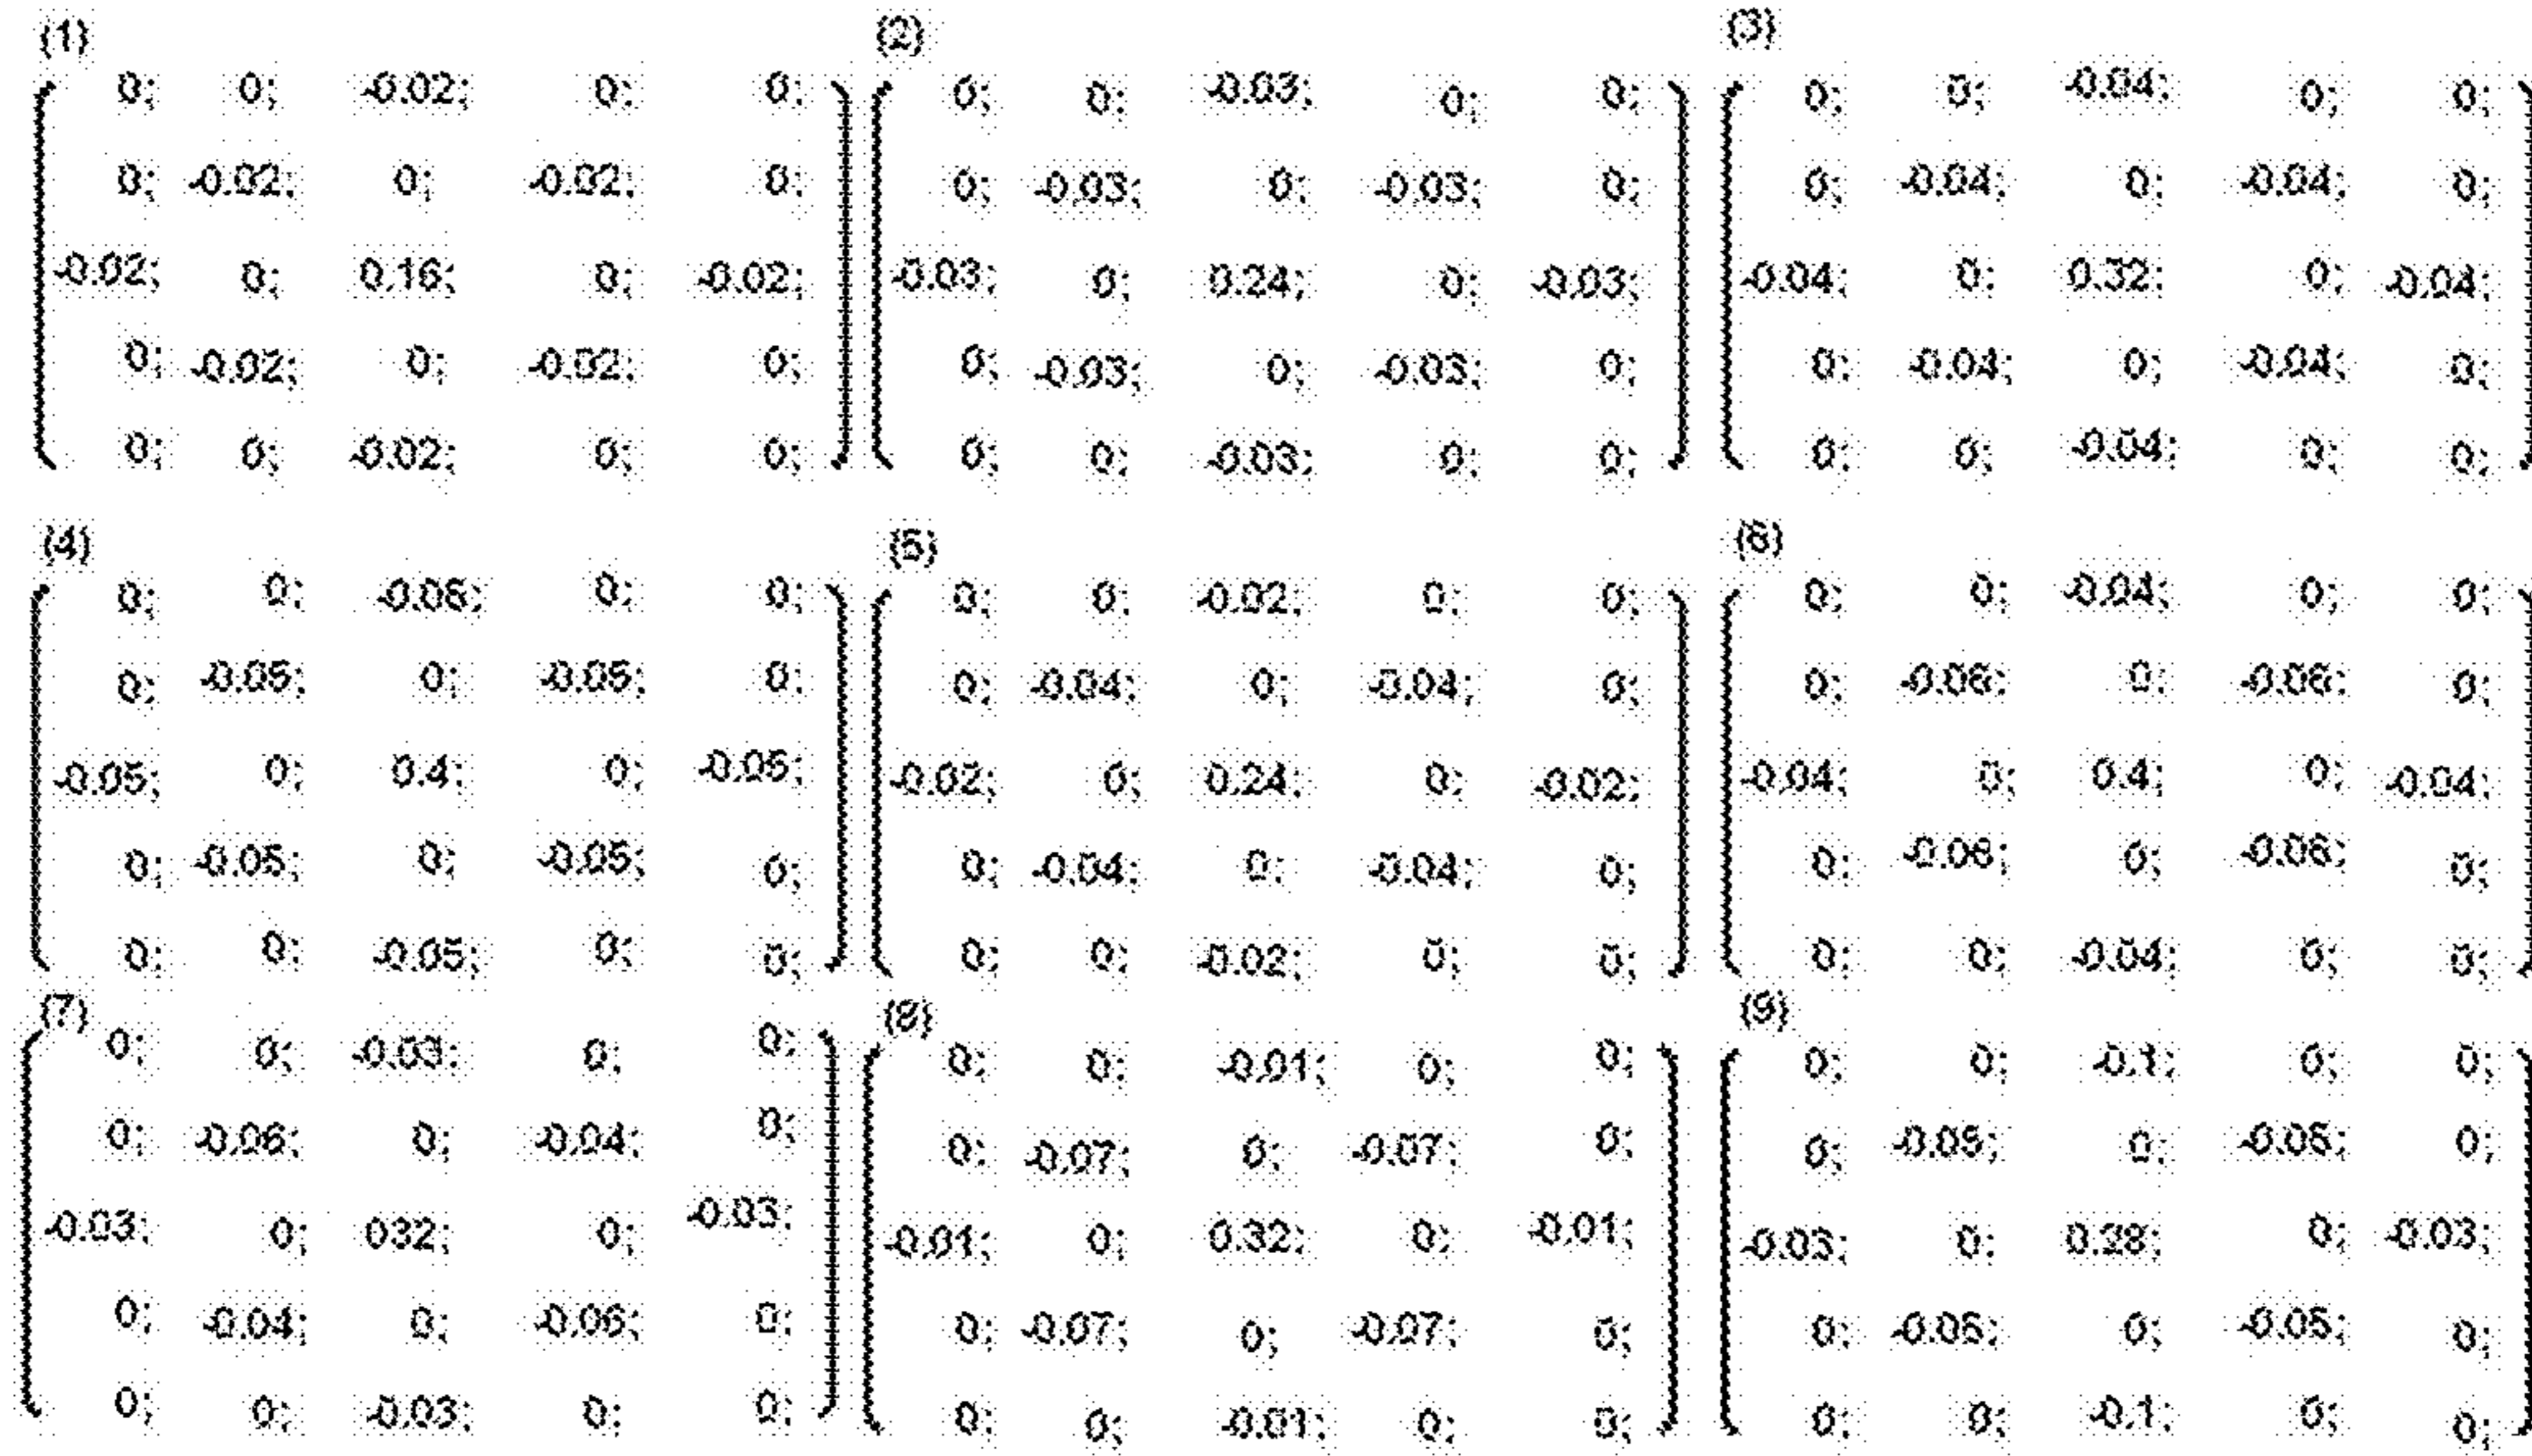 (1) (2) (3)
0; 0; -0.02; 0; 0; 0; 0; -0.03; 0; 0; 0; 0; -0.04; 0; 0;
0; -0.02; 0; -0.02; 0; 0; -0.03; 0; -0.03; 0; 0; -0.04; 0; -0.04; 0;
-0.02; 0; 0.16; 0; -0.02; -0.03; 0; 0.24; 0; -0.03; -0.04; 0; 0.32; 0; -0.04;
0; -0.02; 0; -0.02; 0; 0; -0.03; 0; -0.03; 0; 0; -0.04; 0; -0.04; 0;
0; 0; -0.02; 0; 0; 0; 0; -0.03; 0; 0; 0; 0; -0.04; 0; 0;
(4) (5) (6)
0; 0; -0.05; 0; 0; 0; 0; -0.02; 0; 0; 0; 0; -0.04; 0; 0;
0; -0.05; 0; -0.05; 0; 0; -0.04; 0; -0.04; 0; 0; -0.06; 0; -0.06; 0;
-0.05; 0; 0.4; 0; -0.05; -0.02; 0; 0.24; 0; -0.02; -0.04; 0; 0.4; 0; -0.04;
0; -0.05; 0; -0.05; 0; 0; -0.04; 0; -0.04; 0; 0; -0.06; 0; -0.06; 0;
0; 0; -0.05; 0; 0; 0; 0; -0.02; 0; 0; 0; 0; -0.04; 0; 0;
(7) (8) (9)
0; 0; -0.03; 0; 0; 0; 0; -0.01; 0; 0; 0; 0; -0.1; 0; 0;
0; -0.06; 0; -0.04; 0; 0; -0.07; 0; -0.07; 0; 0; -0.05; 0; -0.05; 0;
-0.03; 0; 032; 0; -0.03; -0.01; 0; 0.32; 0; -0.01; -0.03; 0; 0.28; 0; -0.03;
0; -0.04; 0; -0.06; 0; 0; -0.07; 0; -0.07; 0; 0; -0.05; 0; -0.05; 0;
0; 0; -0.03; 0; 0; 0; 0; -0.01; 0; 0; 0; 0; -0.1; 0; 0;